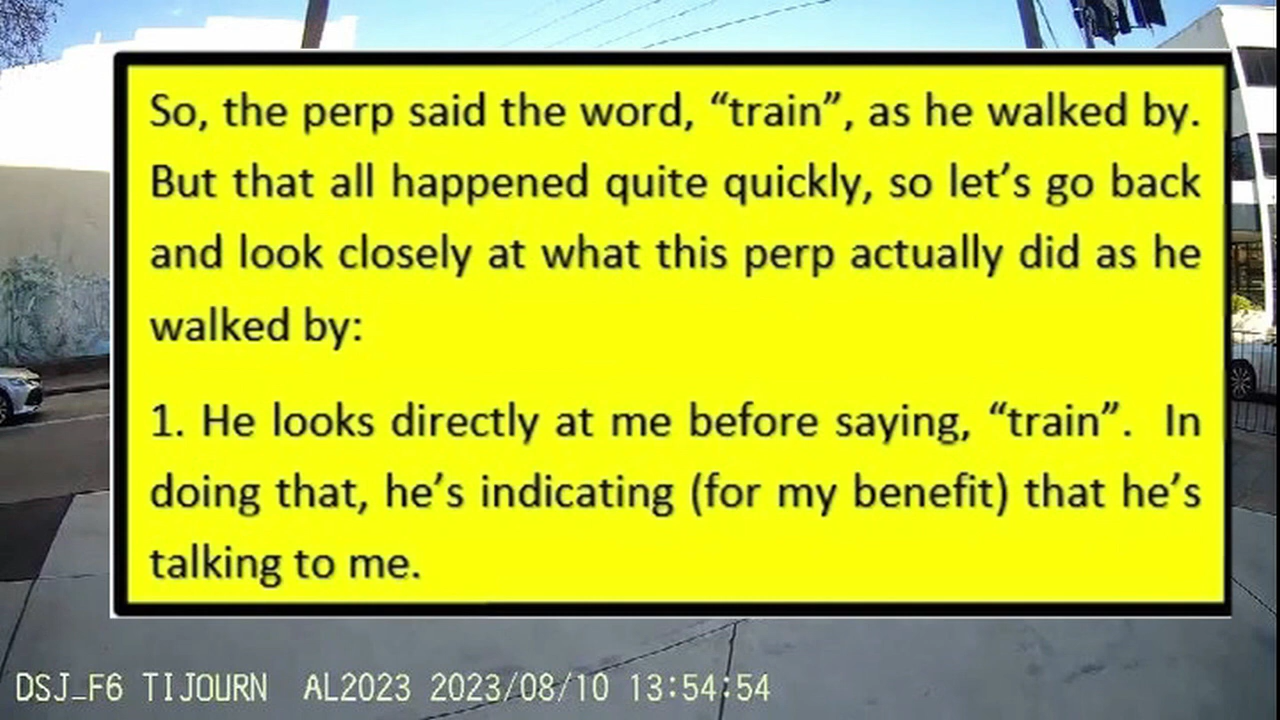 So, the perp said the word, “train”, as he walked by.
But that all happened quite quickly, so let’s go back
and look closely at what this perp actually did as he
walked by:
1. He looks directly at me before saying, “train”. In
doing that, he’s indicating (for my benefit) that he’s
talking to me.
DSJ_F6 TIJOURN AL2023 2023/08/10 13:54:54